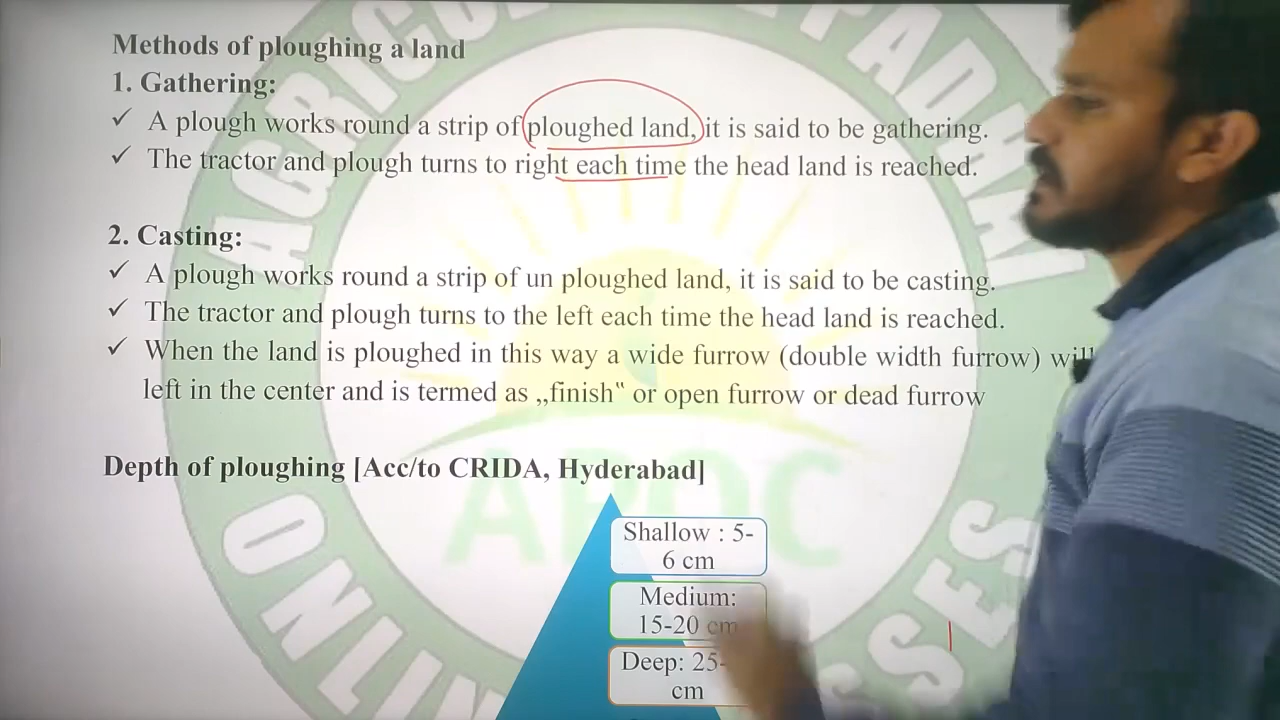 Methods of ploughing a land
1. Gathering:
✓ A plough works round a strip of ploughed land, it is said to be gathering.
✓ The tractor and plough turns to right each time the head land is reached.
2. Casting:
✓ A plough works round a strip of un ploughed land, it is said to be casting.
✓ The tractor and plough turns to the left each time the head land is reached.
✓ When the land is ploughed in this way a wide furrow (double width furrow) will
left in the center and is termed as „finish‟ or open furrow or dead furrow
Depth of ploughing [Acc/to CRIDA, Hyderabad]
Shallow : 5-
6 cm
Medium:
15-20 cm
Deep: 25-
cm
APOC
ONLINE